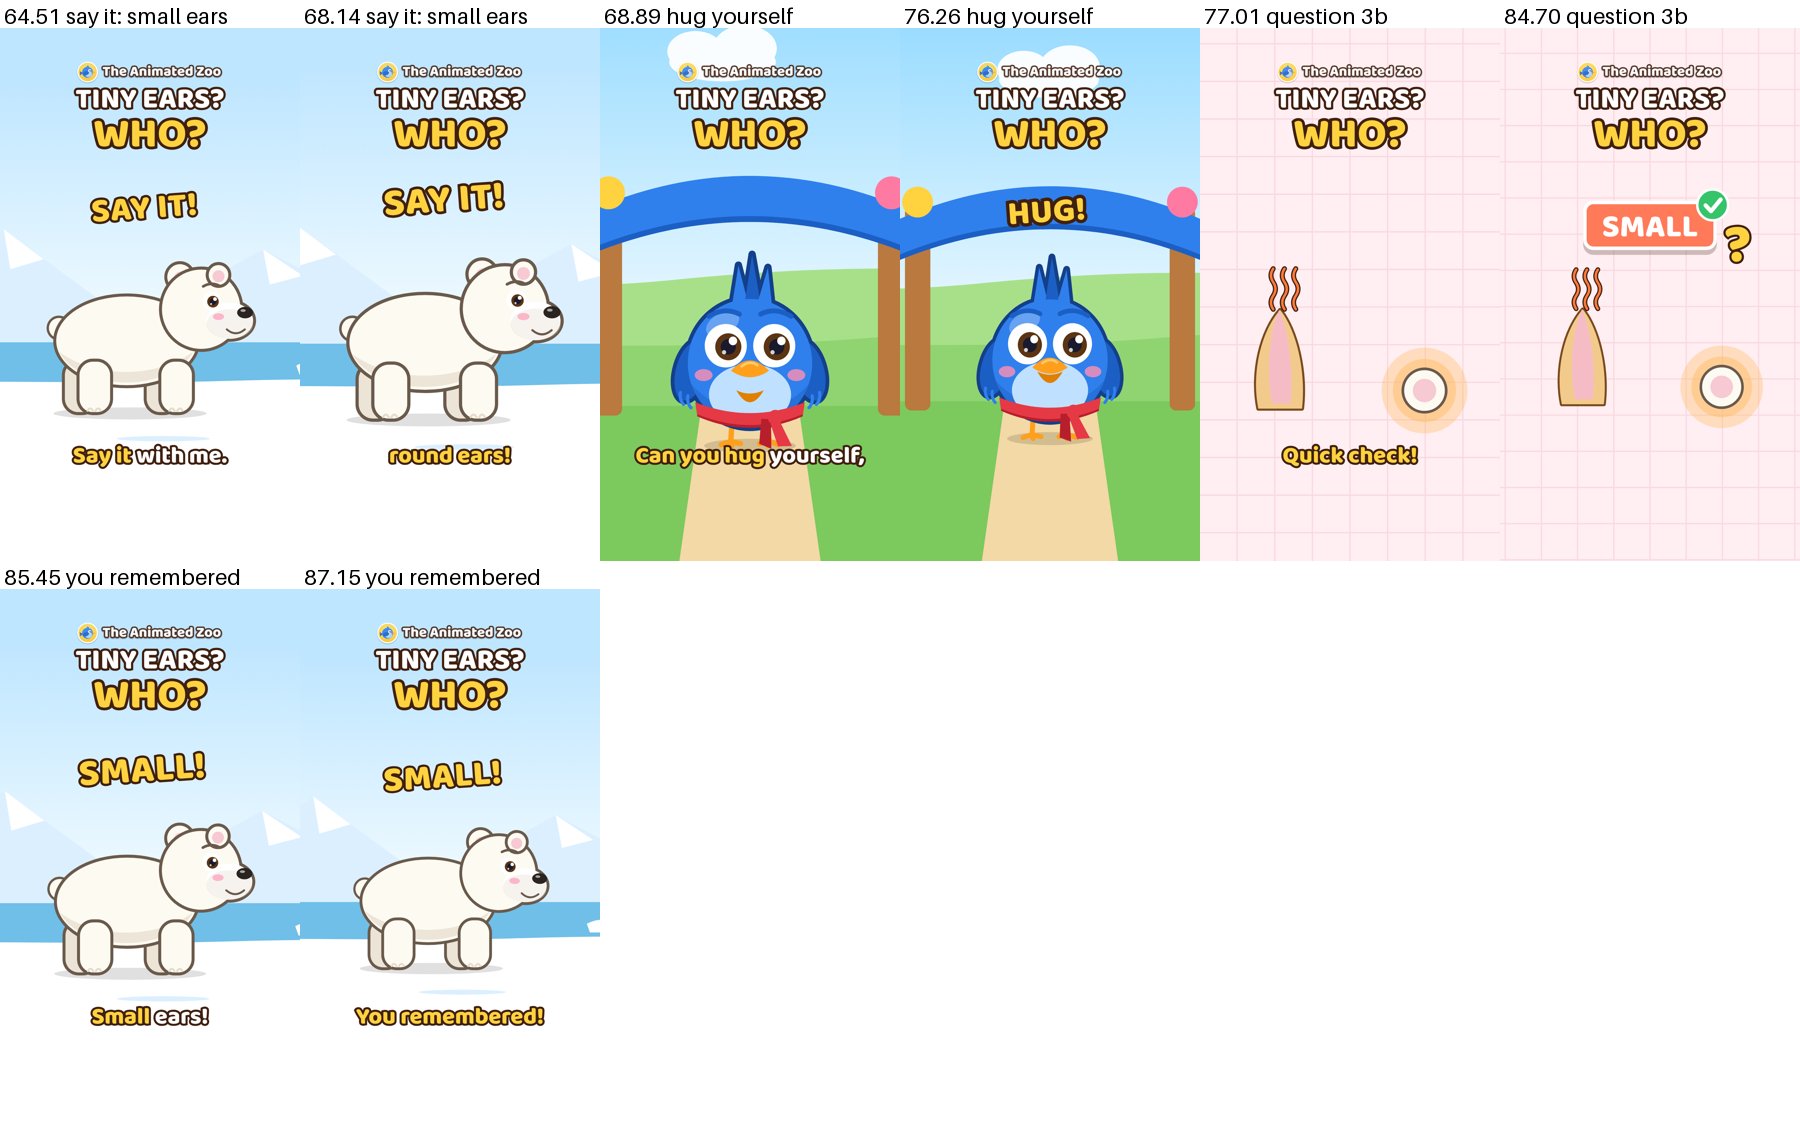 64.51 say it: small ears
The Animated Zoo
TINY EARS?
WHO?
SAY IT!
Say it with me.
68.14 say it: small ears
The Animated Zoo
TINY EARS?
WHO?
SAY IT!
round ears!
68.89 hug yourself
The Animated Zoo
TINY EARS?
WHO?
Can you hug yourself,
76.26 hug yourself
The Animated Zoo
TINY EARS?
WHO?
HUG!
77.01 question 3b
The Animated Zoo
TINY EARS?
WHO?
Quick check!
84.70 question 3b
The Animated Zoo
TINY EARS?
WHO?
SMALL
?
85.45 you remembered
The Animated Zoo
TINY EARS?
WHO?
SMALL!
Small ears!
87.15 you remembered
The Animated Zoo
TINY EARS?
WHO?
SMALL!
You remembered!